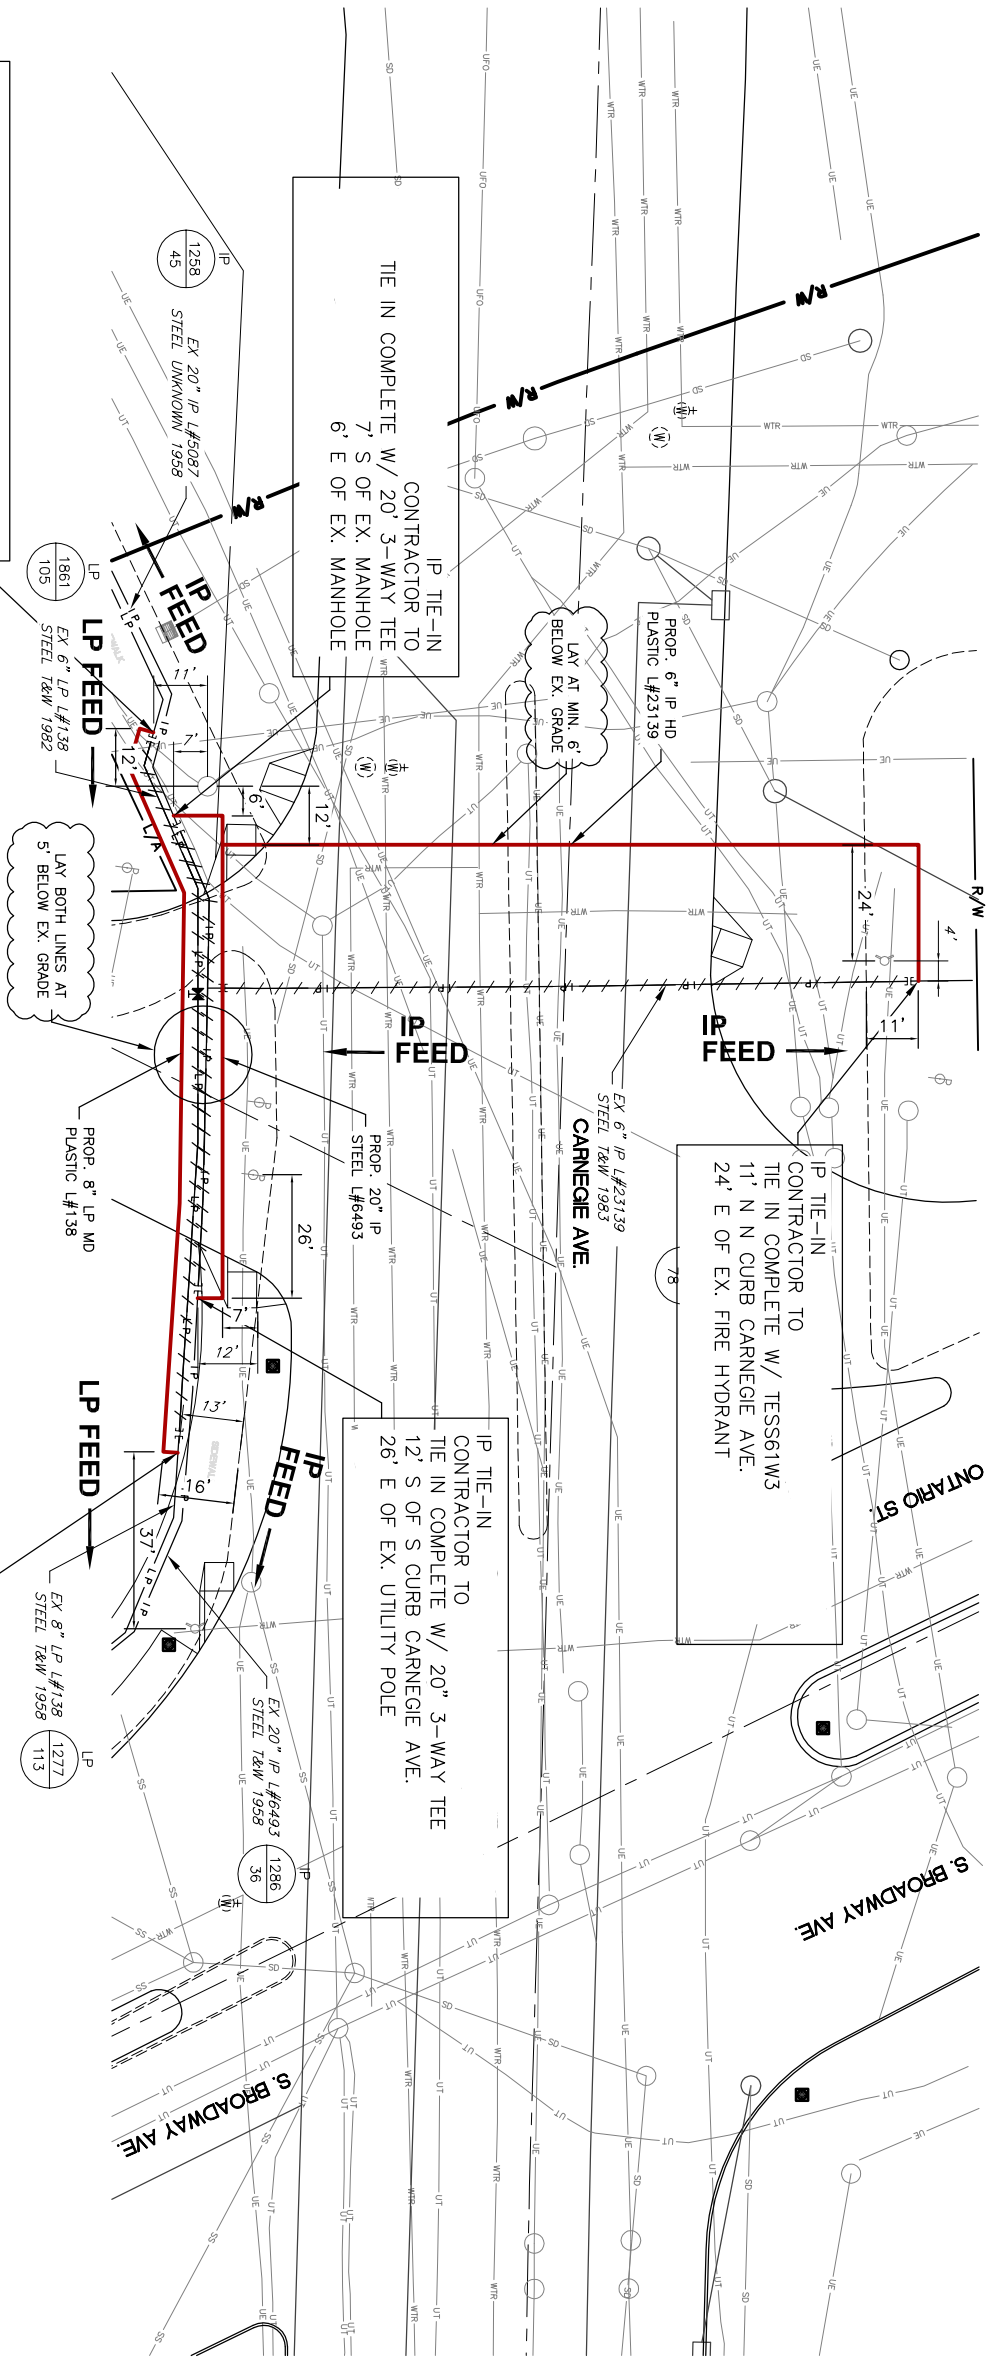 IP TIE-IN
CONTRACTOR TO
TIE IN COMPLETE W/ 20' 3-WAY TEE
7' S OF EX. MANHOLE
6' E OF EX. MANHOLE
IP TIE-IN
CONTRACTOR TO
TIE IN COMPLETE W/ TESS61W3
11' N N CURB CARNEGIE AVE.
24' E OF EX. FIRE HYDRANT
IP TIE-IN
CONTRACTOR TO
TIE IN COMPLETE W/ 20" 3-WAY TEE
12' S OF S CURB CARNEGIE AVE.
26' E OF EX. UTILITY POLE
PROP. 6" IP HD
PLASTIC L#23139
LAY AT MIN. 6'
BELOW EX. GRADE
LAY BOTH LINES AT
5' BELOW EX. GRADE
EX 20" IP L#5087
STEEL UNKNOWN 1958
IP
1258
45
LP
1861
105
EX 6" LP L#138
STEEL T&W 1982
IP
FEED
LP FEED
11'
7'
12'
6'
12'
L/A
24'
4'
11'
IP
FEED
IP
FEED
EX 6" IP L#23139
STEEL T&W 1983
78
CARNEGIE AVE.
PROP. 20" IP
STEEL L#6493
PROP. 8" LP MD
PLASTIC L#138
26'
7'
12'
13'
16'
37'
IP
FEED
LP FEED
EX 8" LP L#138
STEEL T&W 1958
LP
1277
113
EX 20" IP L#6493
STEEL T&W 1958
IP
1286
36
ONTARIO ST.
S. BROADWAY AVE.
S. BROADWAY AVE.
R/W
R/W
R/W
R/W